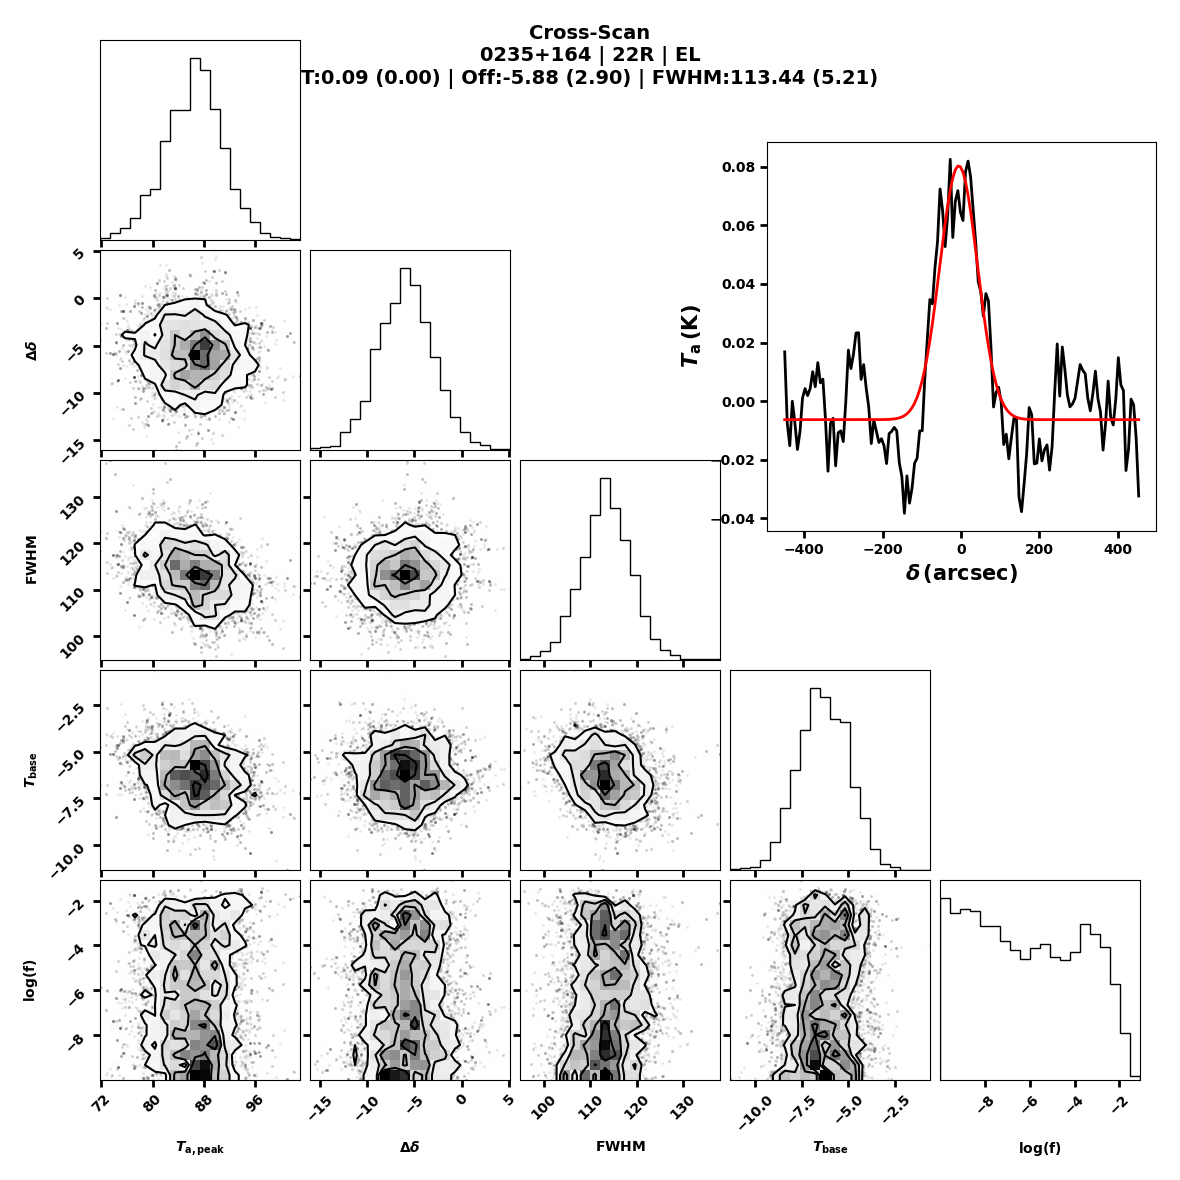 Cross-Scan
0235+164 | 22R | EL
T:0.09 (0.00) | Off:-5.88 (2.90) | FWHM:113.44 (5.21)
0.08
0.06
0.04
0.02
0.00
−0.02
−0.04
Ta (K)
−400 −200 0 200 400
δ (arcsec)
5
0
−5
−10
−15
Δδ
130
120
110
100
FWHM
−2.5
−5.0
−7.5
−10.0
Tbase
−2
−4
−6
−8
log(f)
72 80 88 96
−15 −10 −5 0 5
100 110 120 130
−10.0 −7.5 −5.0 −2.5
−8 −6 −4 −2
Ta,peak Δδ FWHM Tbase log(f)